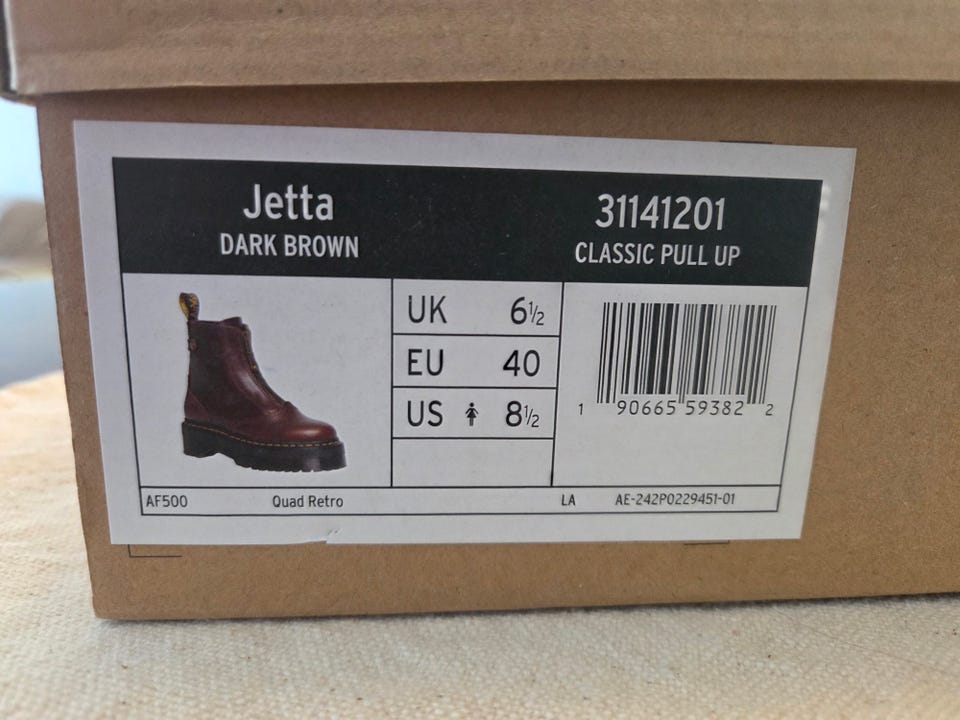 Jetta
DARK BROWN
31141201
CLASSIC PULL UP
UK 6½
EU 40
US 8½
1 90665 59382 2
AF500 Quad Retro LA AE-242P0229451-01